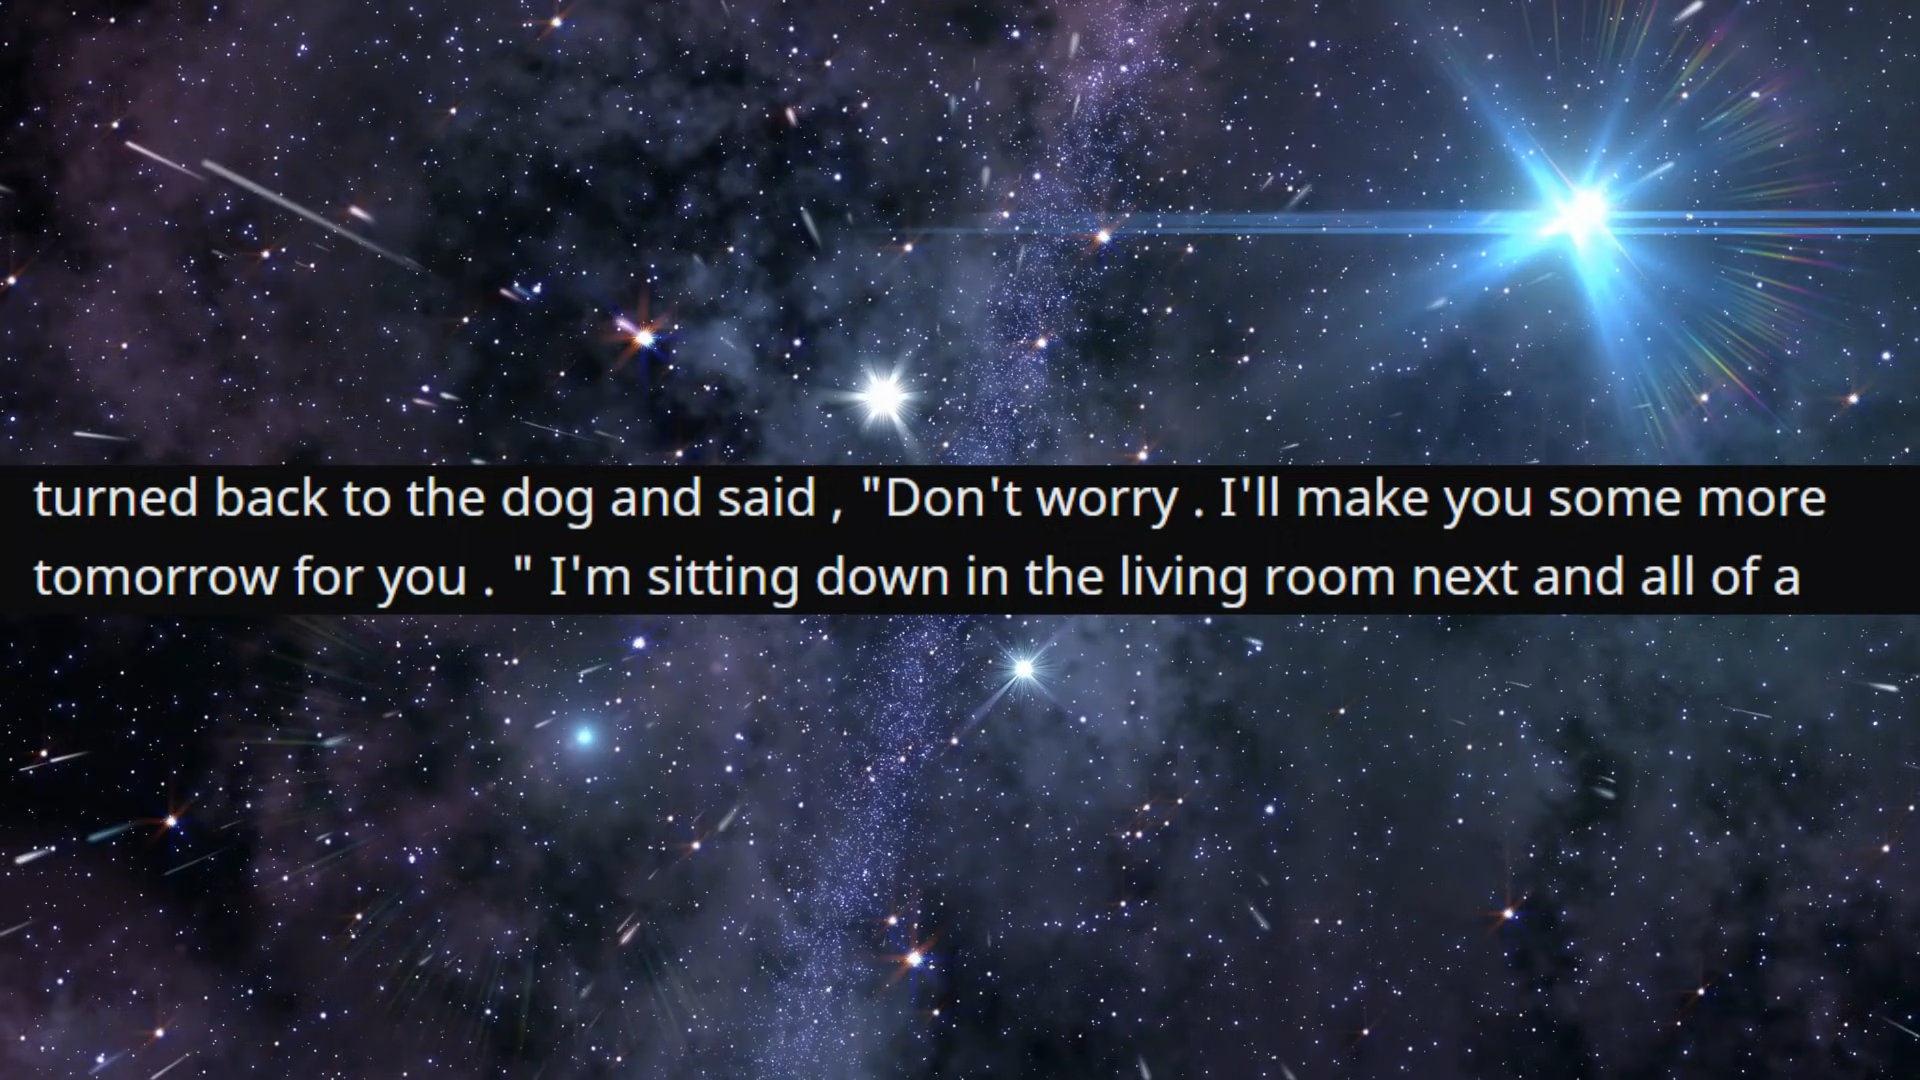 turned back to the dog and said , "Don't worry . I'll make you some more
tomorrow for you . " I'm sitting down in the living room next and all of a